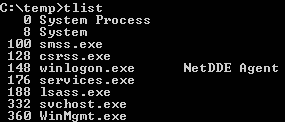 C:\temp>tlist
0 System Process
8 System
100 smss.exe
128 csrss.exe
148 winlogon.exe NetDDE Agent
176 services.exe
188 lsass.exe
332 svchost.exe
360 WinMgmt.exe